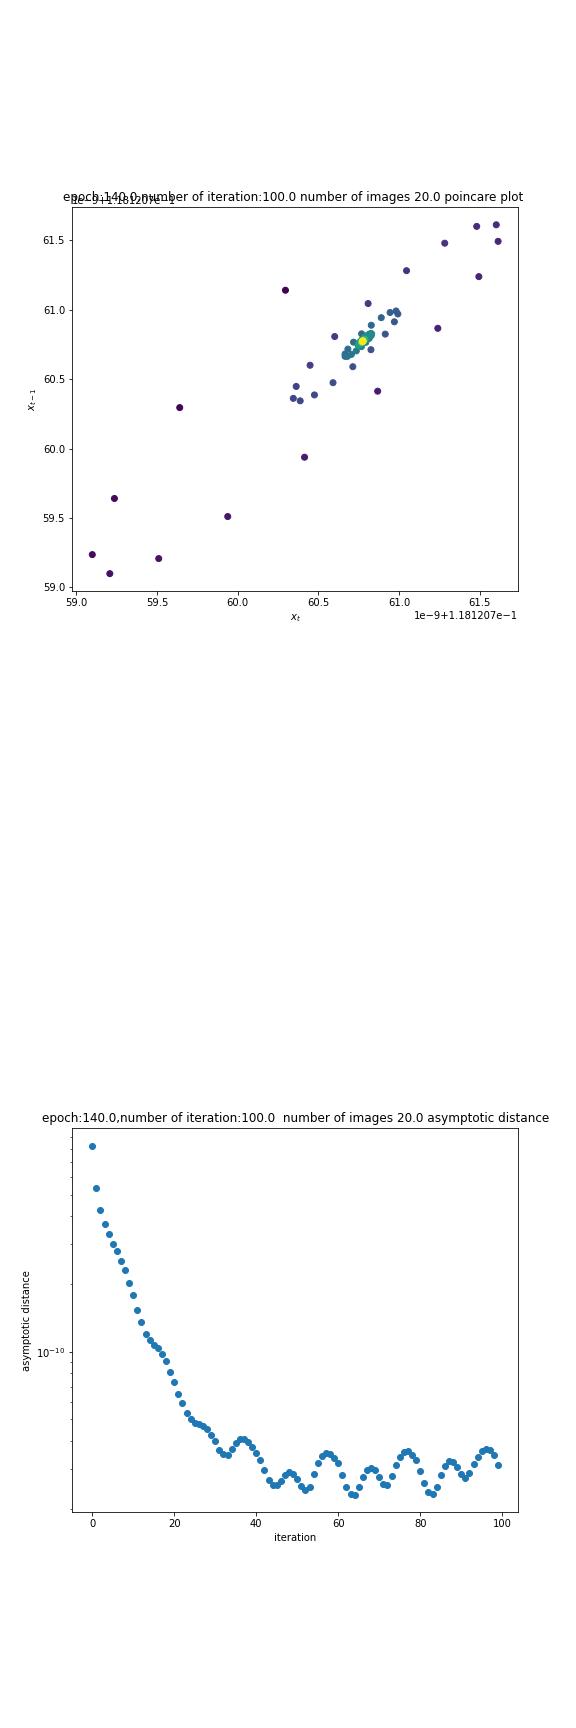 epoch:140.0,number of iteration:100.0 number of images 20.0 poincare plot
1e−9+1.181207e−1
61.5
61.0
60.5
60.0
59.5
59.0
x_{t−1}
59.0 59.5 60.0 60.5 61.0 61.5
x_t
1e−9+1.181207e−1
epoch:140.0,number of iteration:100.0  number of images 20.0 asymptotic distance
10^{−10}
asymptotic distance
0 20 40 60 80 100
iteration